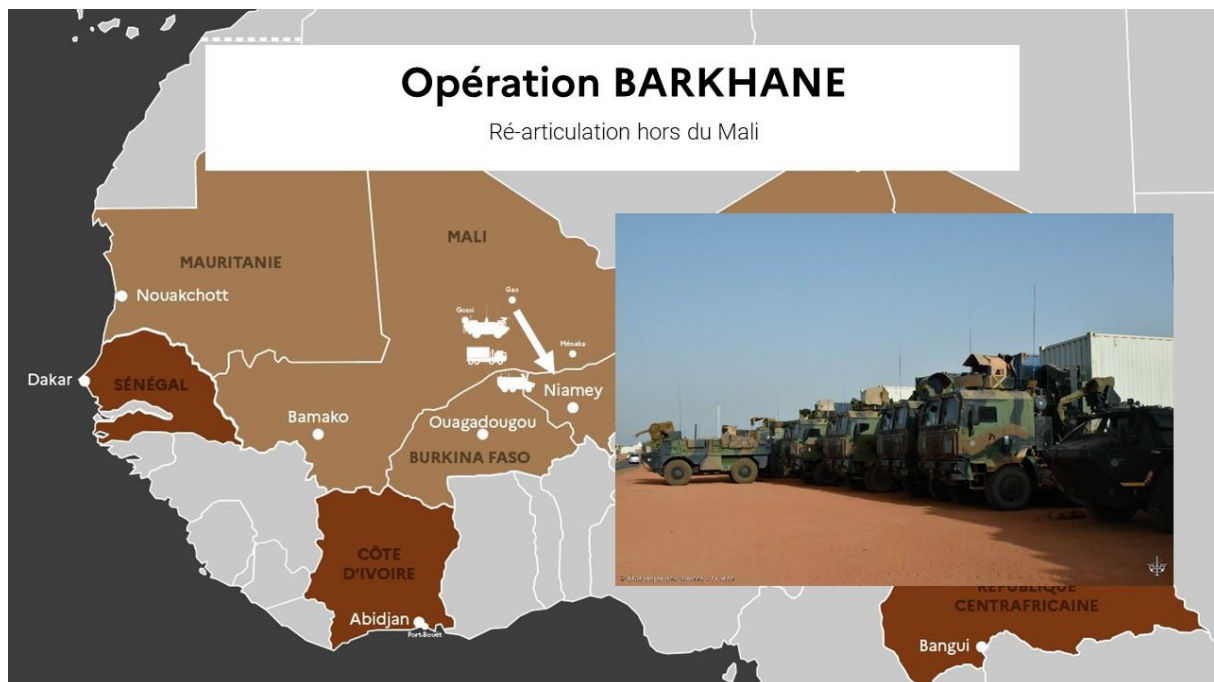 Opération BARKHANE
Ré-articulation hors du Mali
MALI
MAURITANIE
Nouakchott
Gao
Gossi
Ménaka
Dakar
SÉNÉGAL
Niamey
Bamako
Ouagadougou
BURKINA FASO
CÔTE
D'IVOIRE
Abidjan
Port-Bouët
RÉPUBLIQUE
CENTRAFRICAINE
Bangui